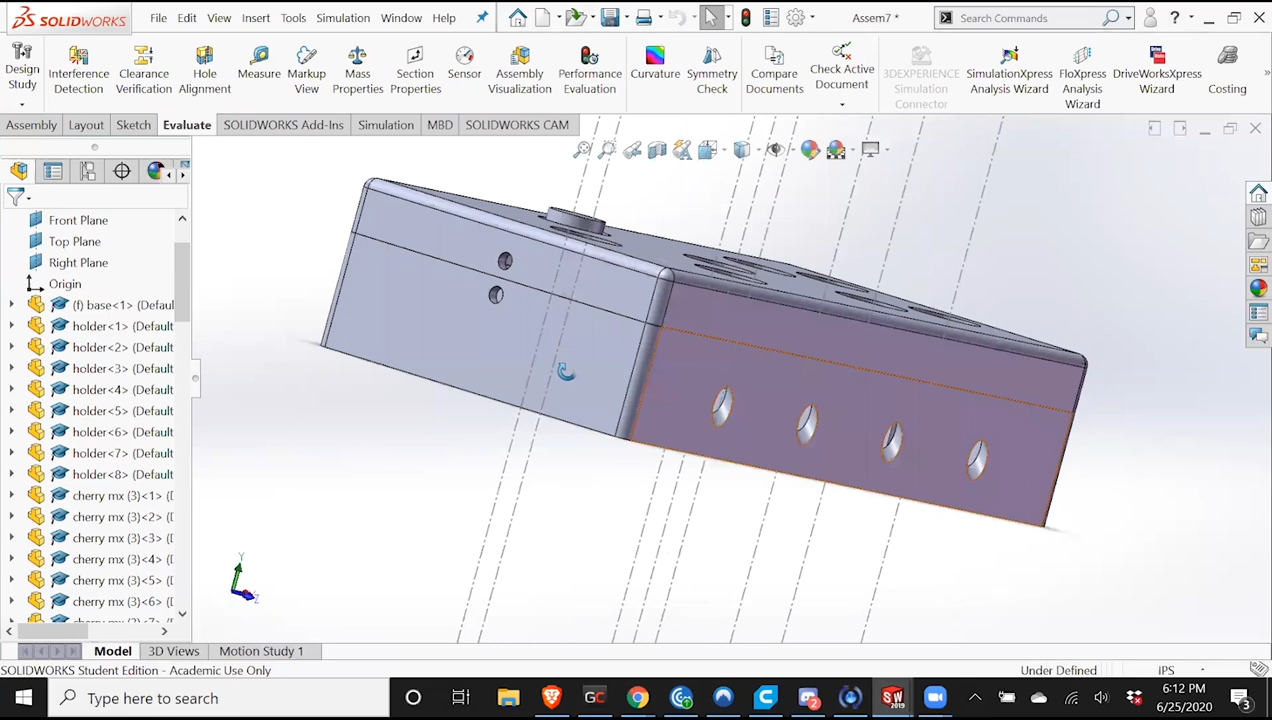 SOLIDWORKS File Edit View Insert Tools Simulation Window Help Assem7 * Search Commands
Design Study
Interference Detection
Clearance Verification
Hole Alignment
Measure
Markup View
Mass Properties
Section Properties
Sensor
Assembly Visualization
Performance Evaluation
Curvature
Symmetry Check
Compare Documents
Check Active Document
3DEXPERIENCE Simulation Connector
SimulationXpress Analysis Wizard
FloXpress Analysis Wizard
DriveWorksXpress Wizard
Costing
Assembly Layout Sketch Evaluate SOLIDWORKS Add-Ins Simulation MBD SOLIDWORKS CAM
Front Plane
Top Plane
Right Plane
Origin
(f) base<1> (Defau
holder<1> (Default
holder<2> (Default
holder<3> (Default
holder<4> (Default
holder<5> (Default
holder<6> (Default
holder<7> (Default
holder<8> (Default
cherry mx (3)<1> (D
cherry mx (3)<2> (D
cherry mx (3)<3> (D
cherry mx (3)<4> (D
cherry mx (3)<5> (D
cherry mx (3)<6> (D
Y
Z
Model 3D Views Motion Study 1
SOLIDWORKS Student Edition - Academic Use Only Under Defined IPS
Type here to search
GC
2
SW
2019
6:12 PM
6/25/2020
3